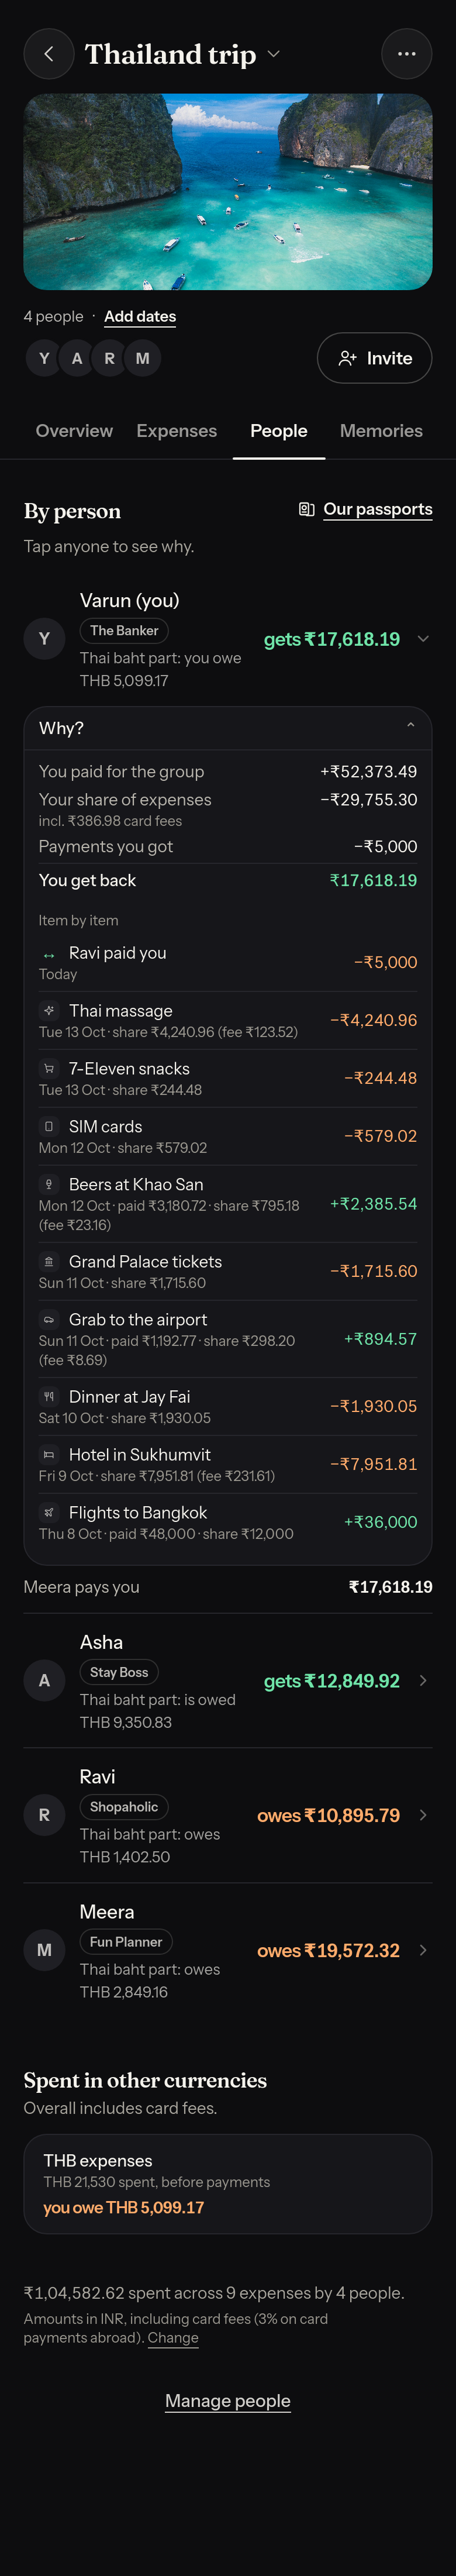 Thailand trip
4 people · Add dates
Y A R M
Invite
Overview Expenses People Memories
By person
Our passports
Tap anyone to see why.
Y
Varun (you)
The Banker
Thai baht part: you owe
THB 5,099.17
gets ₹17,618.19
Why?
You paid for the group +₹52,373.49
Your share of expenses −₹29,755.30
incl. ₹386.98 card fees
Payments you got −₹5,000
You get back ₹17,618.19
Item by item
↔ Ravi paid you
Today
−₹5,000
Thai massage
Tue 13 Oct · share ₹4,240.96 (fee ₹123.52)
−₹4,240.96
7-Eleven snacks
Tue 13 Oct · share ₹244.48
−₹244.48
SIM cards
Mon 12 Oct · share ₹579.02
−₹579.02
Beers at Khao San
Mon 12 Oct · paid ₹3,180.72 · share ₹795.18
(fee ₹23.16)
+₹2,385.54
Grand Palace tickets
Sun 11 Oct · share ₹1,715.60
−₹1,715.60
Grab to the airport
Sun 11 Oct · paid ₹1,192.77 · share ₹298.20
(fee ₹8.69)
+₹894.57
Dinner at Jay Fai
Sat 10 Oct · share ₹1,930.05
−₹1,930.05
Hotel in Sukhumvit
Fri 9 Oct · share ₹7,951.81 (fee ₹231.61)
−₹7,951.81
Flights to Bangkok
Thu 8 Oct · paid ₹48,000 · share ₹12,000
+₹36,000
Meera pays you ₹17,618.19
A
Asha
Stay Boss
Thai baht part: is owed
THB 9,350.83
gets ₹12,849.92
R
Ravi
Shopaholic
Thai baht part: owes
THB 1,402.50
owes ₹10,895.79
M
Meera
Fun Planner
Thai baht part: owes
THB 2,849.16
owes ₹19,572.32
Spent in other currencies
Overall includes card fees.
THB expenses
THB 21,530 spent, before payments
you owe THB 5,099.17
₹1,04,582.62 spent across 9 expenses by 4 people.
Amounts in INR, including card fees (3% on card
payments abroad). Change
Manage people